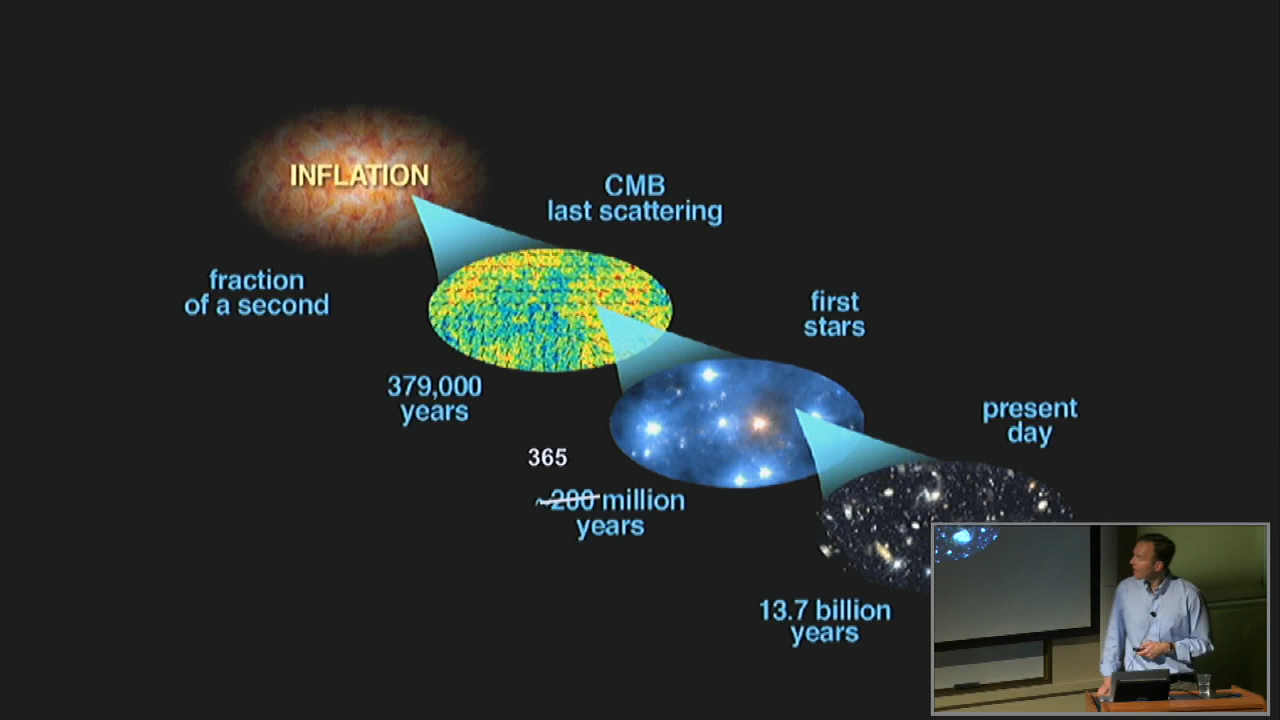 INFLATION
CMB
last scattering
fraction
of a second
first
stars
379,000
years
present
day
365
~200 million
years
13.7 billion
years